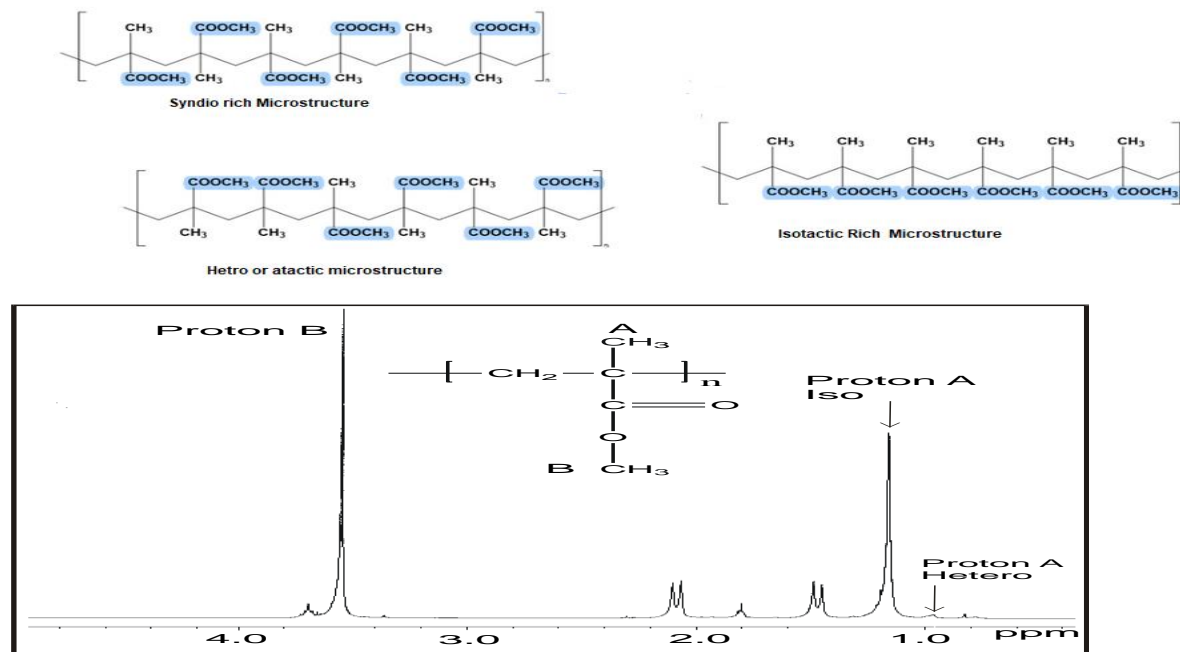 CH₃ COOCH₃ CH₃ COOCH₃ CH₃ COOCH₃
COOCH₃ CH₃ COOCH₃ CH₃ COOCH₃ CH₃
n
Syndio rich Microstructure
CH₃ CH₃ CH₃ CH₃ CH₃ CH₃
COOCH₃ COOCH₃ COOCH₃ COOCH₃ COOCH₃ COOCH₃
Isotactic Rich Microstructure
COOCH₃ COOCH₃ CH₃ COOCH₃ CH₃ COOCH₃
CH₃ CH₃ COOCH₃ CH₃ COOCH₃ CH₃
n
Hetro or atactic microstructure
Proton B
A
CH₃
CH₂ C n
C O
O
B CH₃
Proton A
Iso
Proton A
Hetero
4.0 3.0 2.0 1.0 ppm